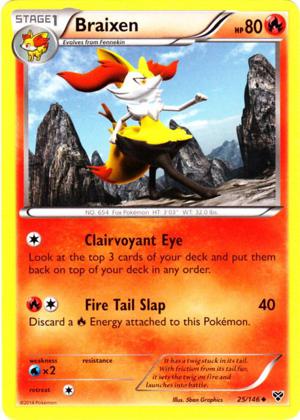 STAGE 1 Braixen HP 80
Evolves from Fennekin
NO. 654 Fox Pokémon HT: 3'03" WT: 32.0 lbs.
Clairvoyant Eye
Look at the top 3 cards of your deck and put them
back on top of your deck in any order.
Fire Tail Slap 40
Discard a Energy attached to this Pokémon.
weakness resistance
×2
retreat
It has a twig stuck in its tail.
With friction from its tail fur,
it sets the twig on fire and
launches into battle.
©2014 Pokémon Illus. 5ban Graphics 25/146
XY